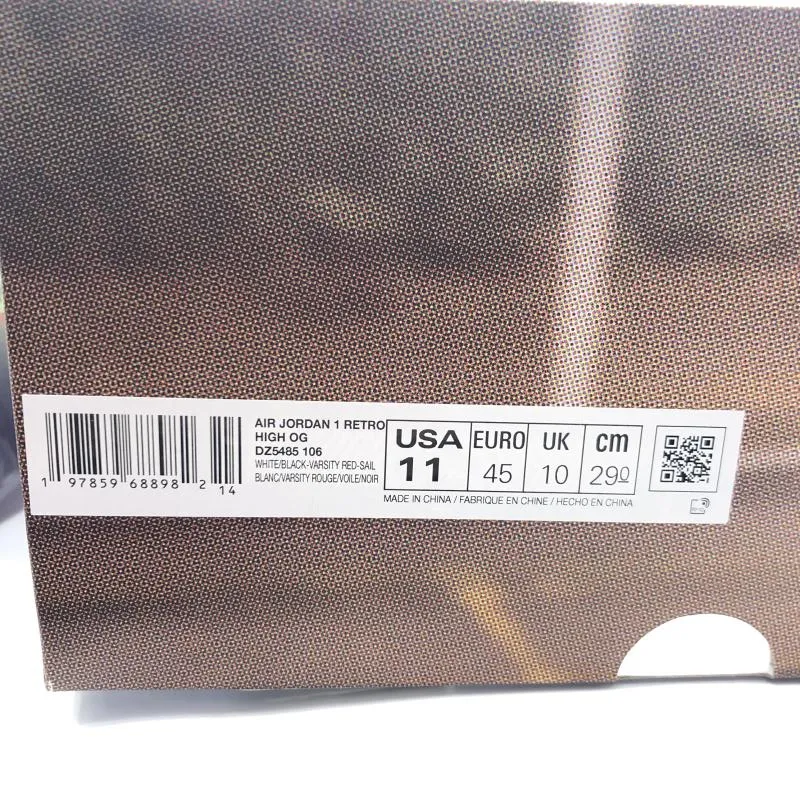 AIR JORDAN 1 RETRO
HIGH OG
DZ5485 106
WHITE/BLACK-VARSITY RED-SAIL
BLANC/VARSITY ROUGE/VOILE/NOIR
1 97859 68898 2 14
USA
11
EURO
45
UK
10
cm
290
MADE IN CHINA / FABRIQUE EN CHINE / HECHO EN CHINA